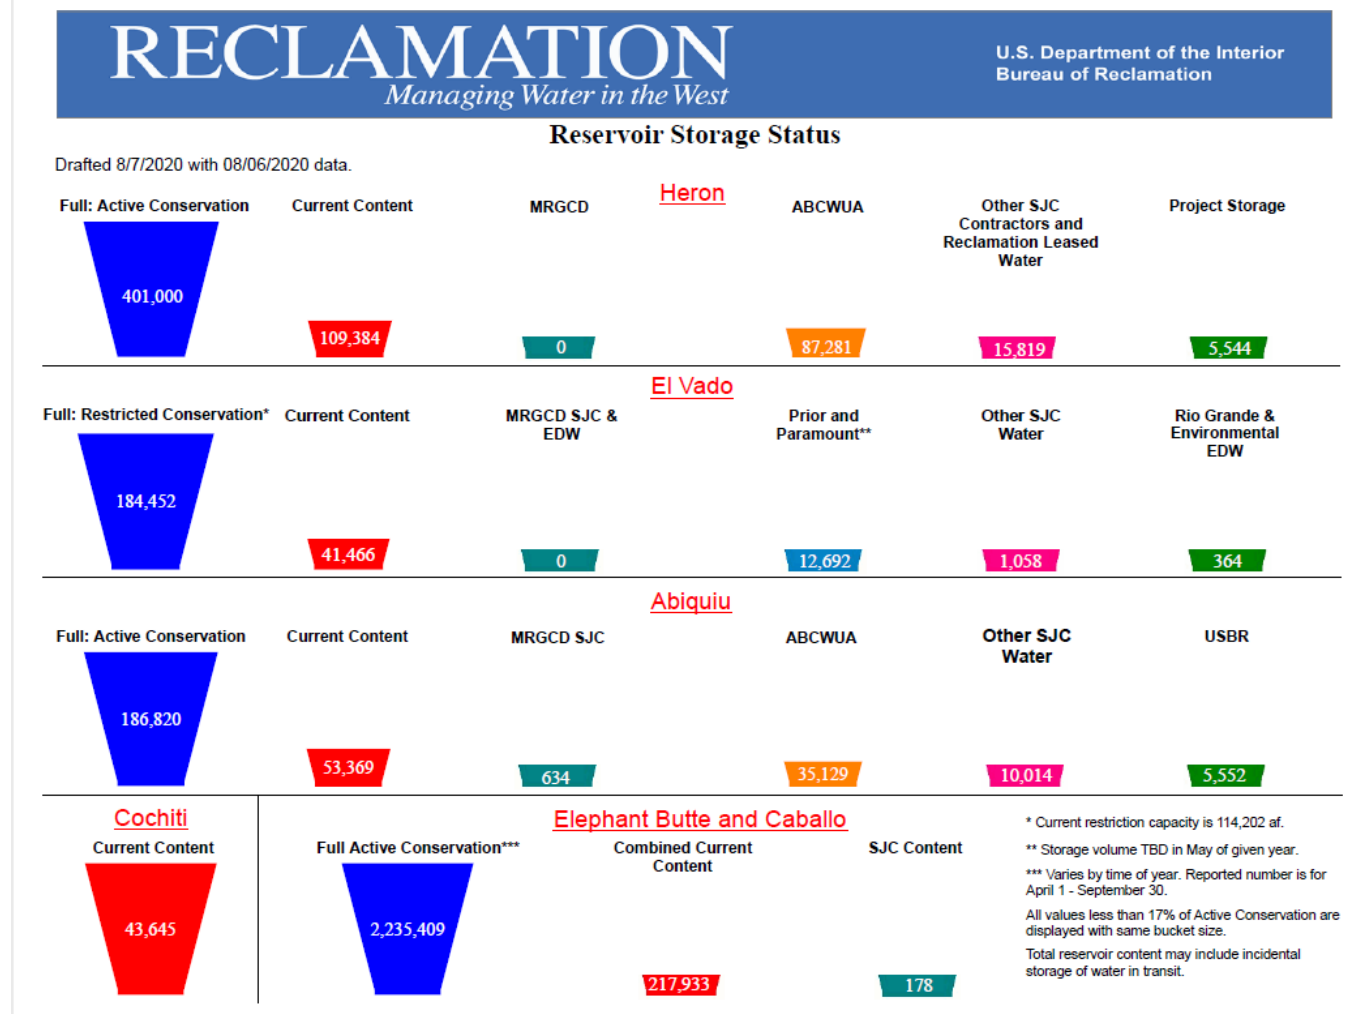 RECLAMATION
Managing Water in the West
U.S. Department of the Interior
Bureau of Reclamation
Reservoir Storage Status
Drafted 8/7/2020 with 08/06/2020 data.
Heron
Full: Active Conservation
Current Content
MRGCD
ABCWUA
Other SJC
Contractors and
Reclamation Leased
Water
Project Storage
401,000
109,384
0
87,281
15,819
5,544
El Vado
Full: Restricted Conservation*
Current Content
MRGCD SJC &
EDW
Prior and
Paramount**
Other SJC
Water
Rio Grande &
Environmental
EDW
184,452
41,466
0
12,692
1,058
364
Abiquiu
Full: Active Conservation
Current Content
MRGCD SJC
ABCWUA
Other SJC
Water
USBR
186,820
53,369
634
35,129
10,014
5,552
Cochiti
Current Content
43,645
Elephant Butte and Caballo
Full Active Conservation***
Combined Current
Content
SJC Content
2,235,409
217,933
178
* Current restriction capacity is 114,202 af.
** Storage volume TBD in May of given year.
*** Varies by time of year. Reported number is for
April 1 - September 30.
All values less than 17% of Active Conservation are
displayed with same bucket size.
Total reservoir content may include incidental
storage of water in transit.